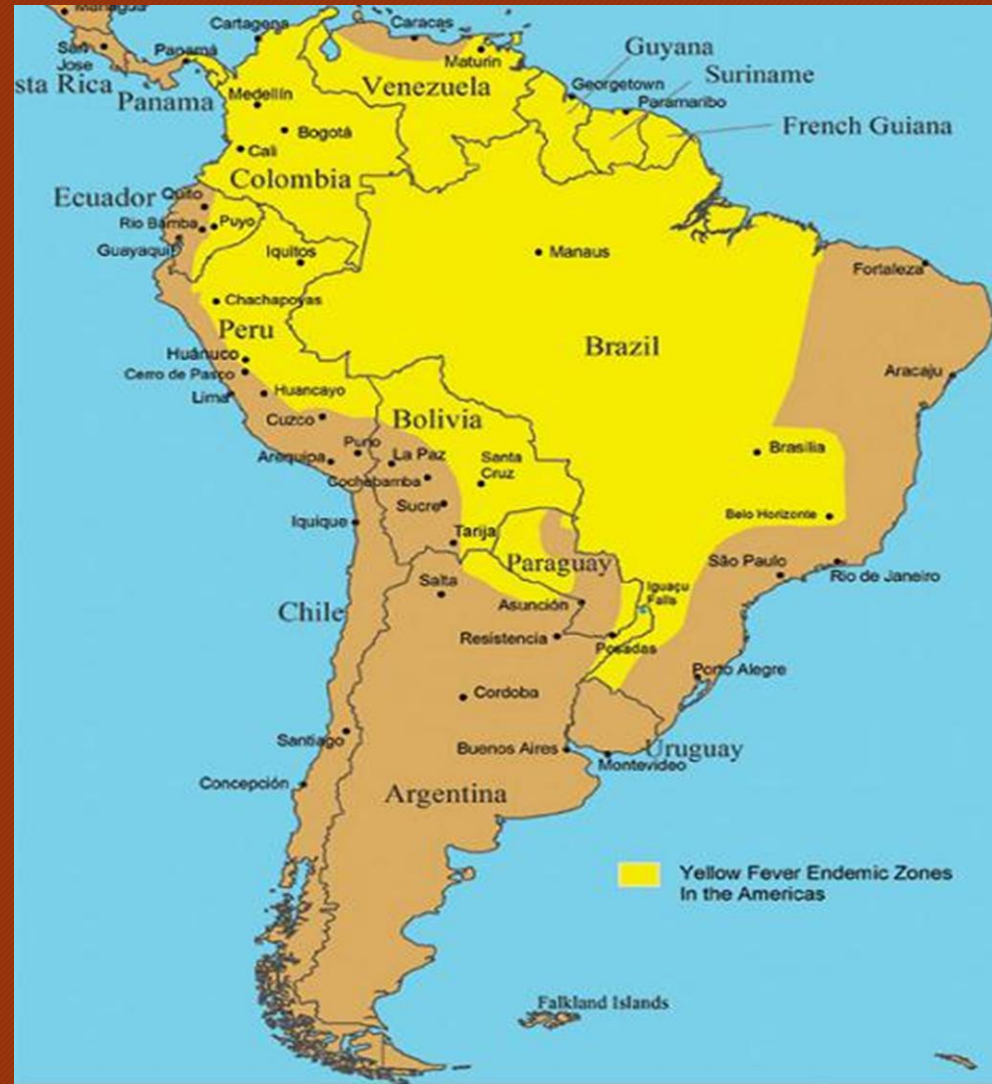 Managua
Cartagena
Caracas
San
Jose
Panamá
Maturin
Guyana
sta Rica
Panama
Medellín
Venezuela
Georgetown
Suriname
Paramaribo
French Guiana
Bogotá
Cali
Colombia
Ecuador
Quito
Rio Bamba
Puyo
Guayaquil
Iquitos
Manaus
Fortaleza
Chachapoyas
Peru
Brazil
Huánuco
Cerro de Pasco
Lima
Huancayo
Aracaju
Cuzco
Bolivia
Puno
La Paz
Arequipa
Santa
Cruz
Brasilia
Cochebamba
Sucre
Iquique
Belo Horizonte
Tarija
Paraguay
São Paulo
Rio de Janeiro
Salta
Iguaçu
Falls
Chile
Asunción
Resistencia
Posadas
Porto Alegre
Cordoba
Santiago
Buenos Aires
Uruguay
Montevideo
Concepción
Argentina
Yellow Fever Endemic Zones
In the Americas
Falkland Islands